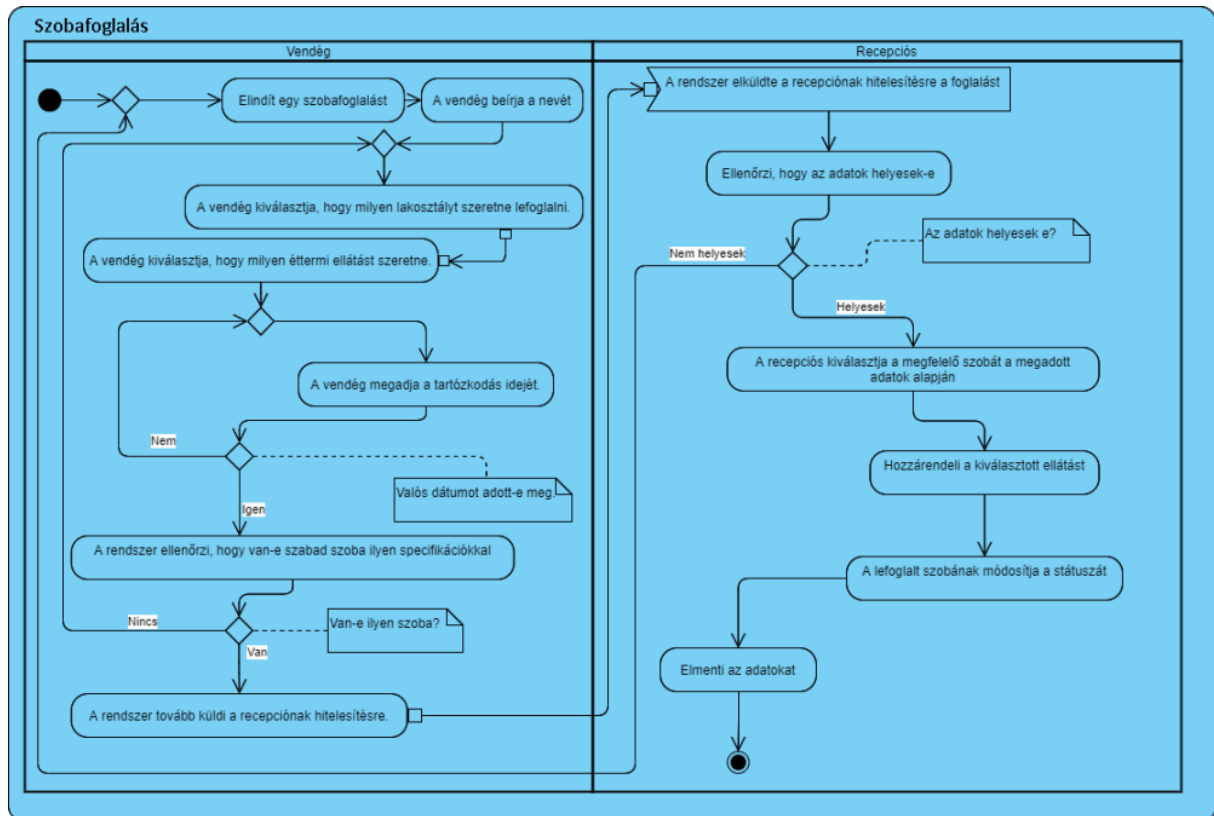 Szobafoglalás
Vendég
Elindít egy szobafoglalást
A vendég beírja a nevét
A vendég kiválasztja, hogy milyen lakosztályt szeretne lefoglalni.
A vendég kiválasztja, hogy milyen éttermi ellátást szeretne.
A vendég megadja a tartózkodás idejét.
Nem
Valós dátumot adott-e meg.
Igen
A rendszer ellenőrzi, hogy van-e szabad szoba ilyen specifikációkkal
Nincs
Van-e ilyen szoba?
Van
A rendszer tovább küldi a recepciónak hitelesítésre.
Recepciós
A rendszer elküldte a recepciónak hitelesítésre a foglalást
Ellenőrzi, hogy az adatok helyesek-e
Az adatok helyesek e?
Nem helyesek
Helyesek
A recepciós kiválasztja a megfelelő szobát a megadott
adatok alapján
Hozzárendeli a kiválasztott ellátást
A lefoglalt szobának módosítja a státuszát
Elmenti az adatokat